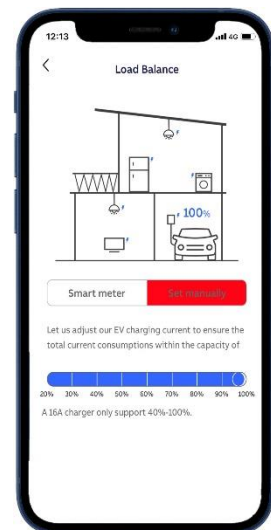 12:13
4G
Load Balance
100%
Smart meter Set manually
Let us adjust our EV charging current to ensure the
total current consumptions within the capacity of
20% 30% 40% 50% 60% 70% 80% 90% 100%
A 16A charger only support 40%-100%.